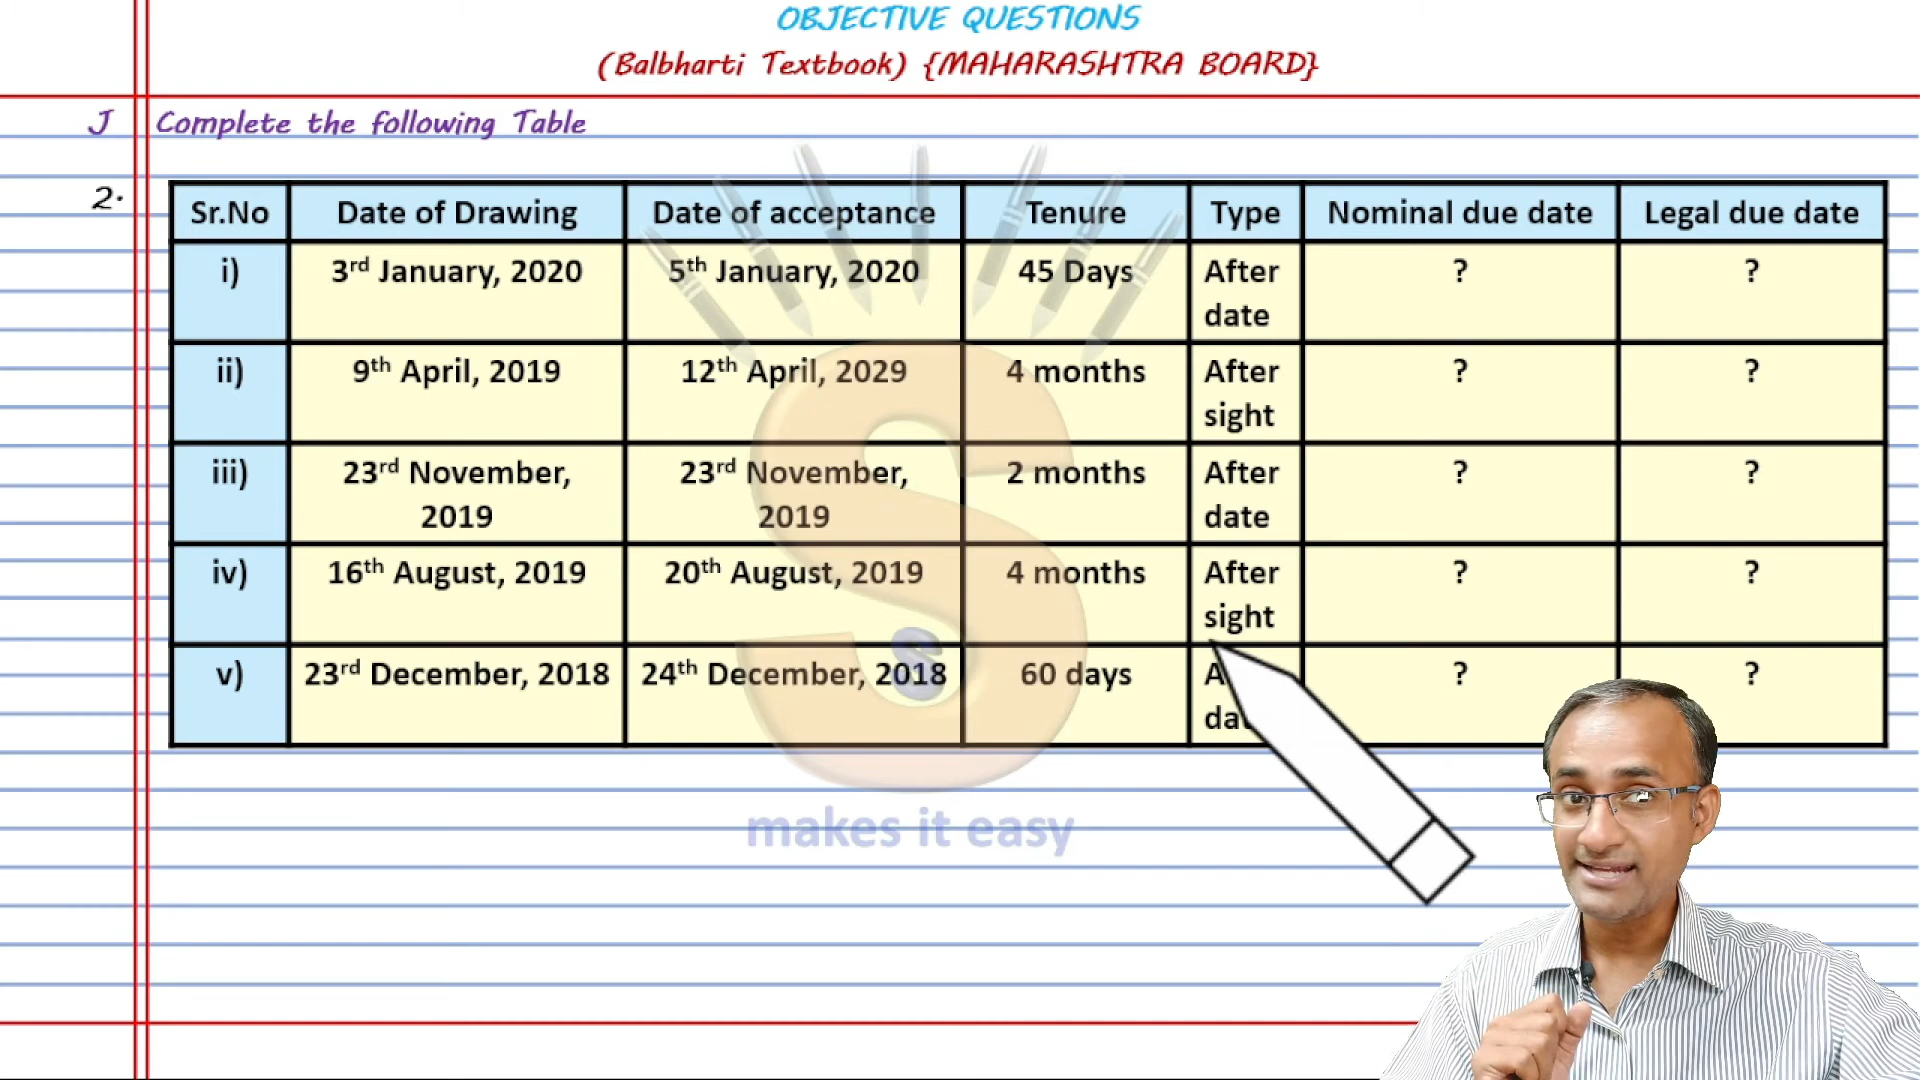 OBJECTIVE QUESTIONS
(Balbharti Textbook) {MAHARASHTRA BOARD}
J Complete the following Table
2.
Sr.No Date of Drawing Date of acceptance Tenure Type Nominal due date Legal due date
i) 3rd January, 2020 5th January, 2020 45 Days After ? ?
date
ii) 9th April, 2019 12th April, 2029 4 months After ? ?
sight
iii) 23rd November, 23rd November, 2 months After ? ?
2019 2019 date
iv) 16th August, 2019 20th August, 2019 4 months After ? ?
sight
v) 23rd December, 2018 24th December, 2018 60 days ? ?
S
makes it easy